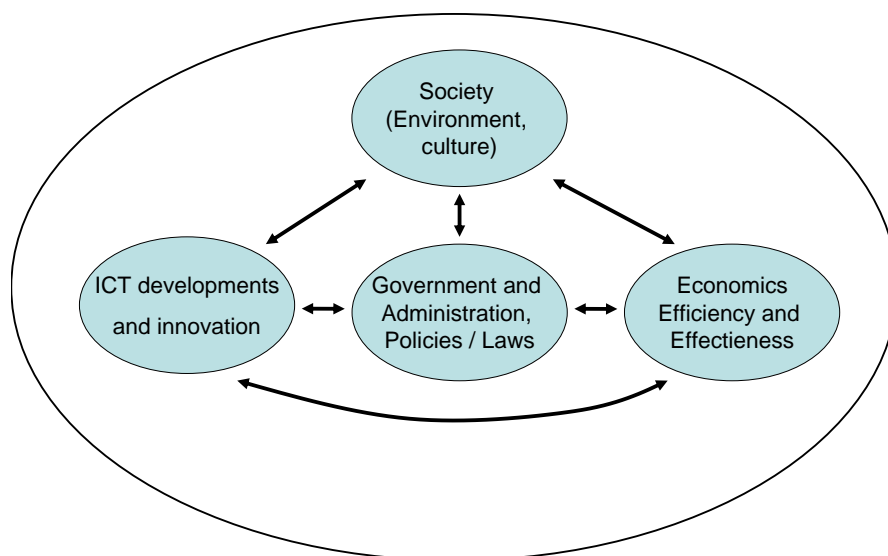 Society
(Environment,
culture)
ICT developments
and innovation
Government and
Administration,
Policies / Laws
Economics
Efficiency and
Effectieness